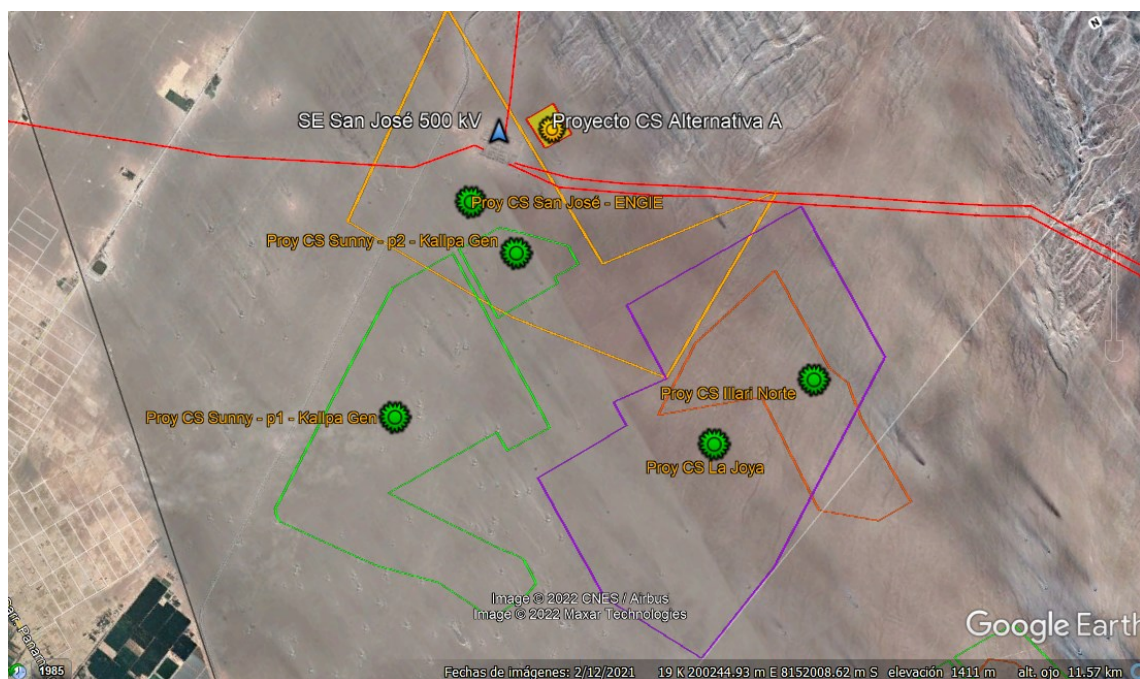 N
SE San José 500 kV
Proyecto CS Alternativa A
Proy CS San José - ENGIE
Proy CS Sunny - p2 - Kallpa Gen
Proy CS Illari Norte
Proy CS Sunny - p1 - Kallpa Gen
Proy CS La Joya
Image © 2022 CNES / Airbus
Image © 2022 Maxar Technologies
Google Earth
1985
Fechas de imágenes: 2/12/2021 19 K 200244.93 m E 8152008.62 m S elevación 1411 m alt. ojo 11.57 km